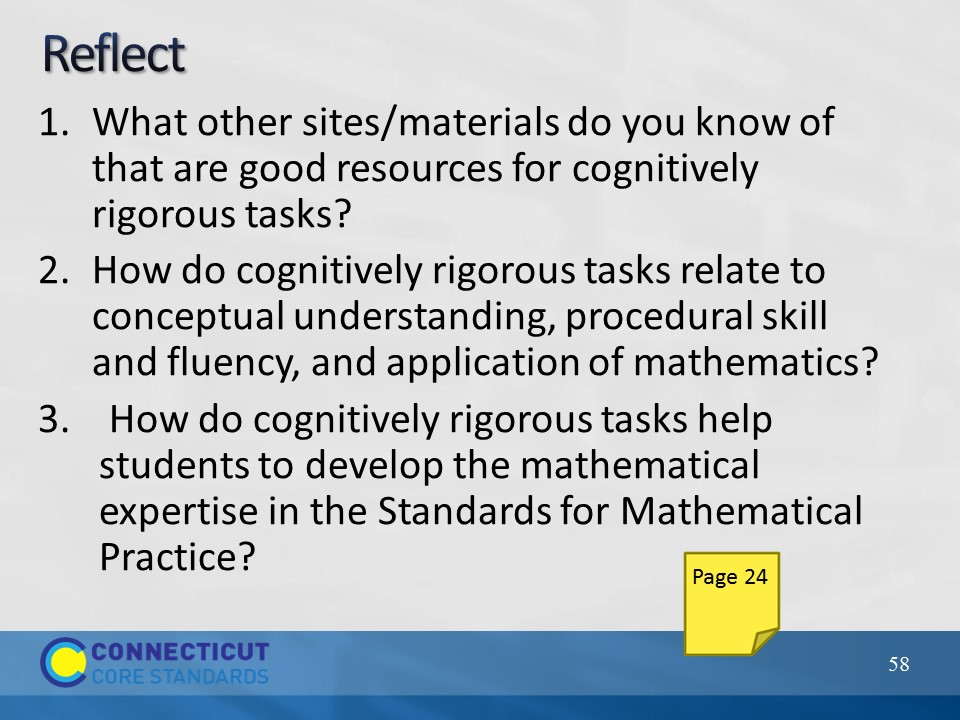 Reflect
1. What other sites/materials do you know of
that are good resources for cognitively
rigorous tasks?
2. How do cognitively rigorous tasks relate to
conceptual understanding, procedural skill
and fluency, and application of mathematics?
3. How do cognitively rigorous tasks help
students to develop the mathematical
expertise in the Standards for Mathematical
Practice?
Page 24
CONNECTICUT
CORE STANDARDS
58